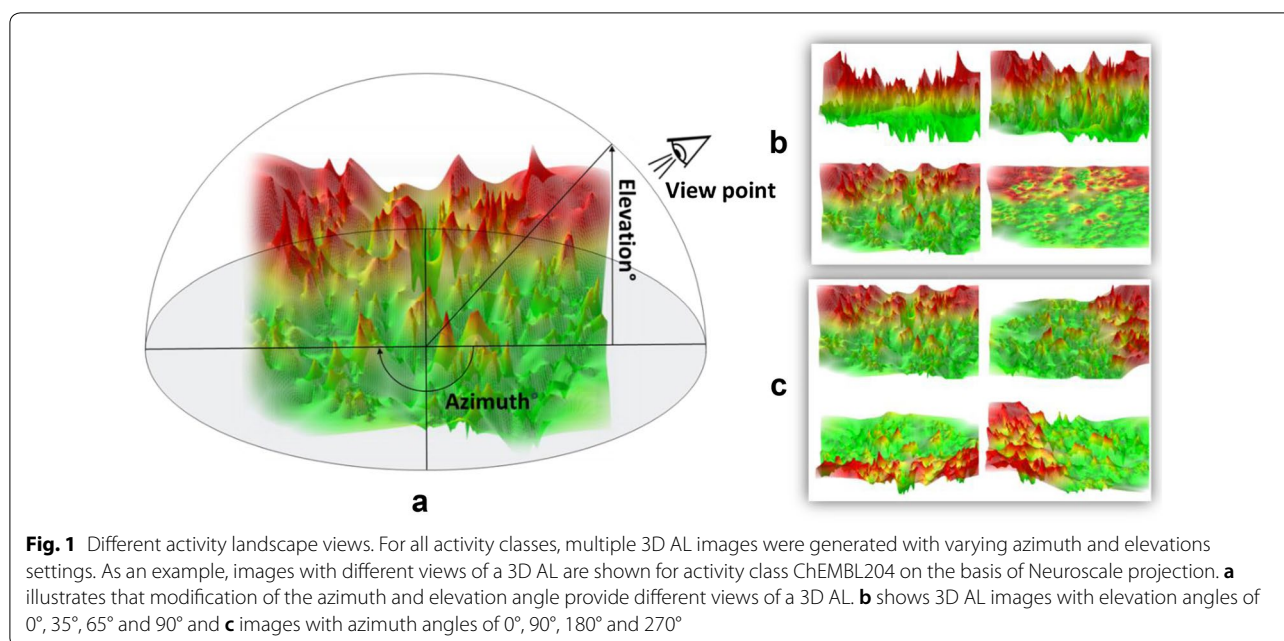 View point
Elevation°
Azimuth°
a
b
c
Fig. 1 Different activity landscape views. For all activity classes, multiple 3D AL images were generated with varying azimuth and elevations
settings. As an example, images with different views of a 3D AL are shown for activity class ChEMBL204 on the basis of Neuroscale projection. a
illustrates that modification of the azimuth and elevation angle provide different views of a 3D AL. b shows 3D AL images with elevation angles of
0°, 35°, 65° and 90° and c images with azimuth angles of 0°, 90°, 180° and 270°